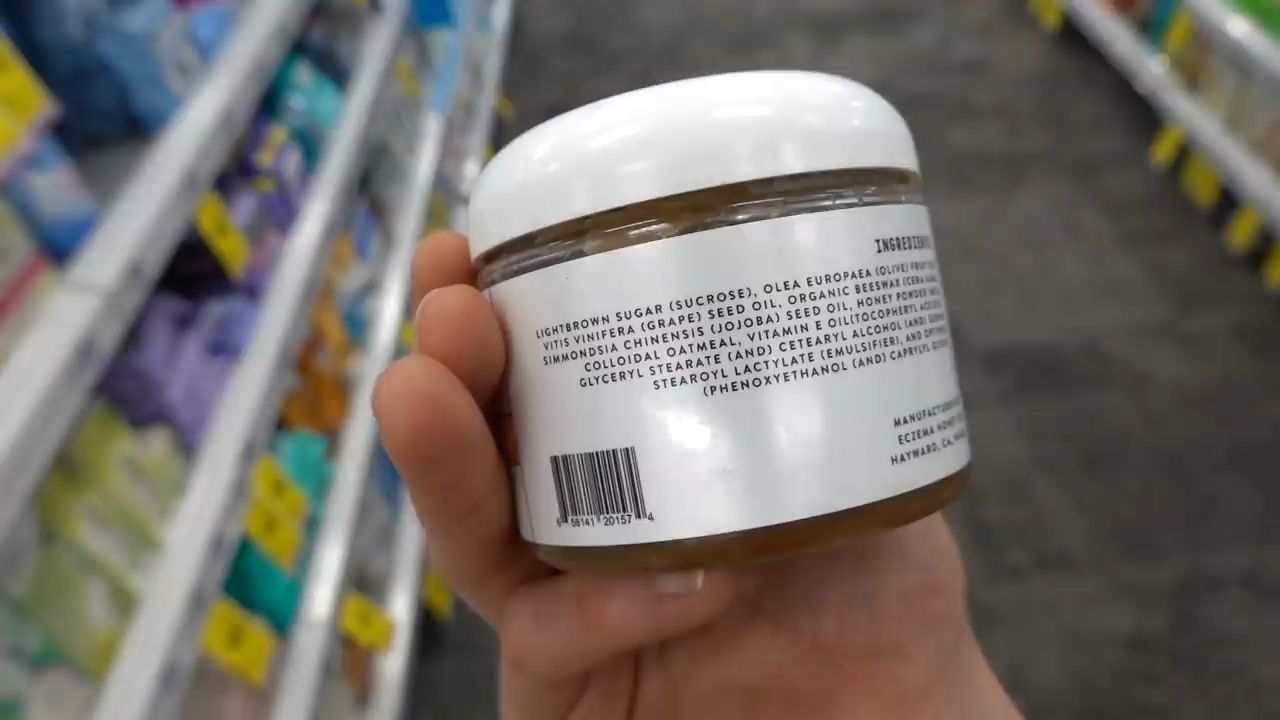 INGREDIENTS
LIGHTBROWN SUGAR (SUCROSE), OLEA EUROPAEA (OLIVE)
VITIS VINIFERA (GRAPE) SEED OIL, ORGANIC BEESWAX (CERA
SIMMONDSIA CHINENSIS (JOJOBA) SEED OIL, HONEY POWDER
COLLOIDAL OATMEAL, VITAMIN E OIL(TOCOPHERYL
GLYCERYL STEARATE (AND) CETEARYL ALCOHOL (AND)
STEAROYL LACTYLATE (EMULSIFIER), AND
(PHENOXYETHANOL (AND) CAPRYLYL
ECZEMA HONEY
HAYWARD, CA,
6 58141 20157 4